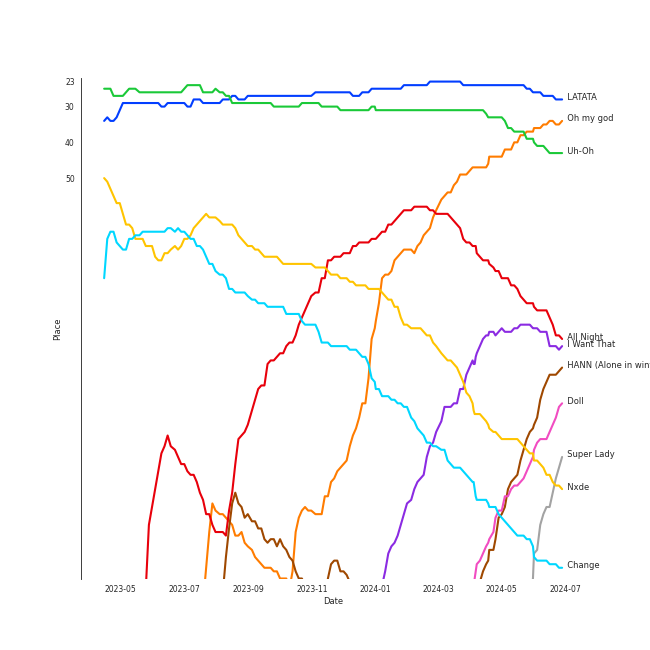 23
30
40
50
Place
LATATA
Oh my god
Uh-Oh
All Night
I Want That
HANN (Alone in win
Doll
Super Lady
Nxde
Change
2023-05
2023-07
2023-09
2023-11
2024-01
2024-03
2024-05
2024-07
Date